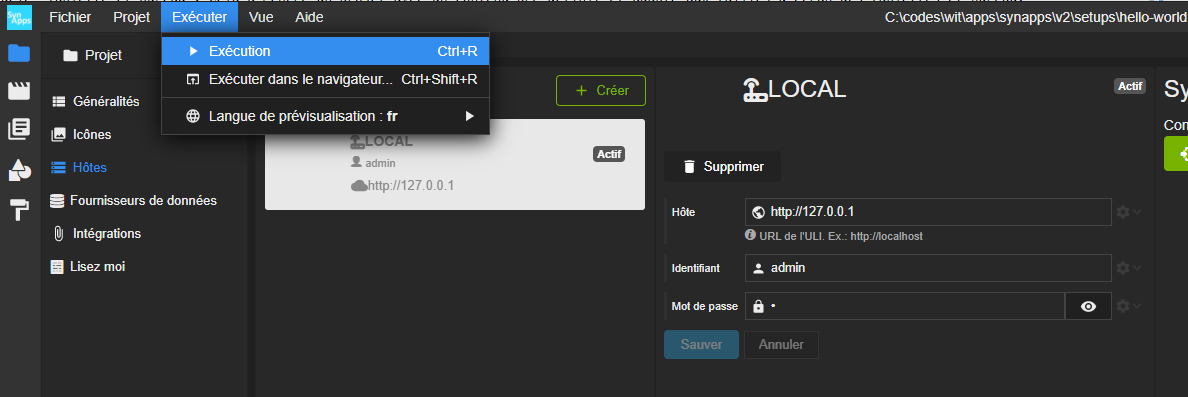 Syn
Apps
Fichier Projet Exécuter Vue Aide
C:\codes\wit\apps\synapps\v2\setups\hello-world
Exécution Ctrl+R
Exécuter dans le navigateur... Ctrl+Shift+R
Langue de prévisualisation : fr
Projet
Généralités
Icônes
Hôtes
Fournisseurs de données
Intégrations
Lisez moi
+ Créer
LOCAL
admin
http://127.0.0.1
Actif
LOCAL
Actif
Supprimer
Hôte
http://127.0.0.1
URL de l'ULI. Ex.: http://localhost
Identifiant
admin
Mot de passe
•
Sauver
Annuler
Sy
Con